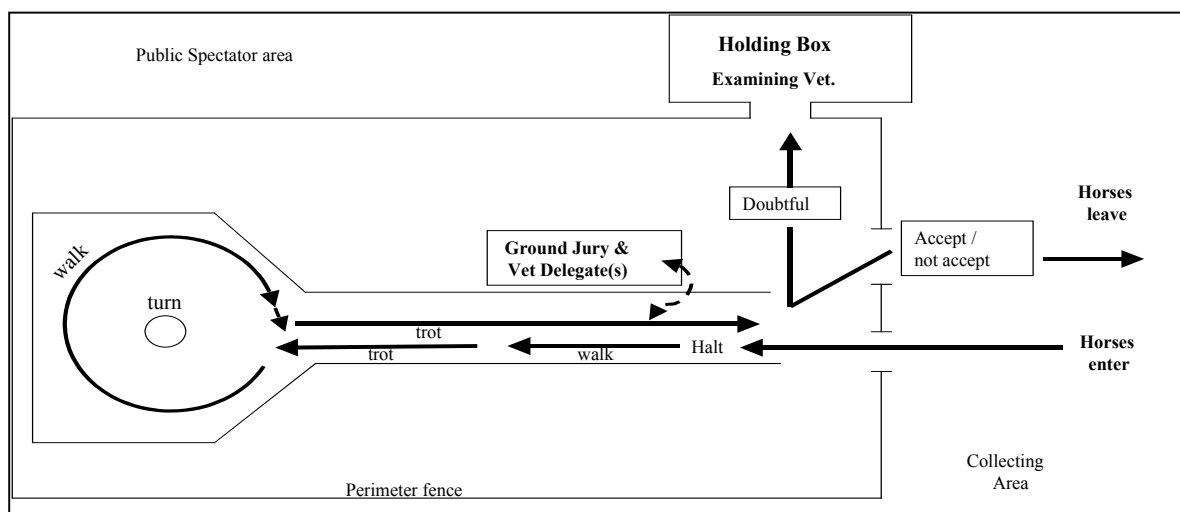 Public Spectator area
Holding Box
Examining Vet.
Doubtful
Horses
leave
Accept /
not accept
Ground Jury &
Vet Delegate(s)
walk
turn
trot
trot
walk
Halt
Horses
enter
Collecting
Area
Perimeter fence